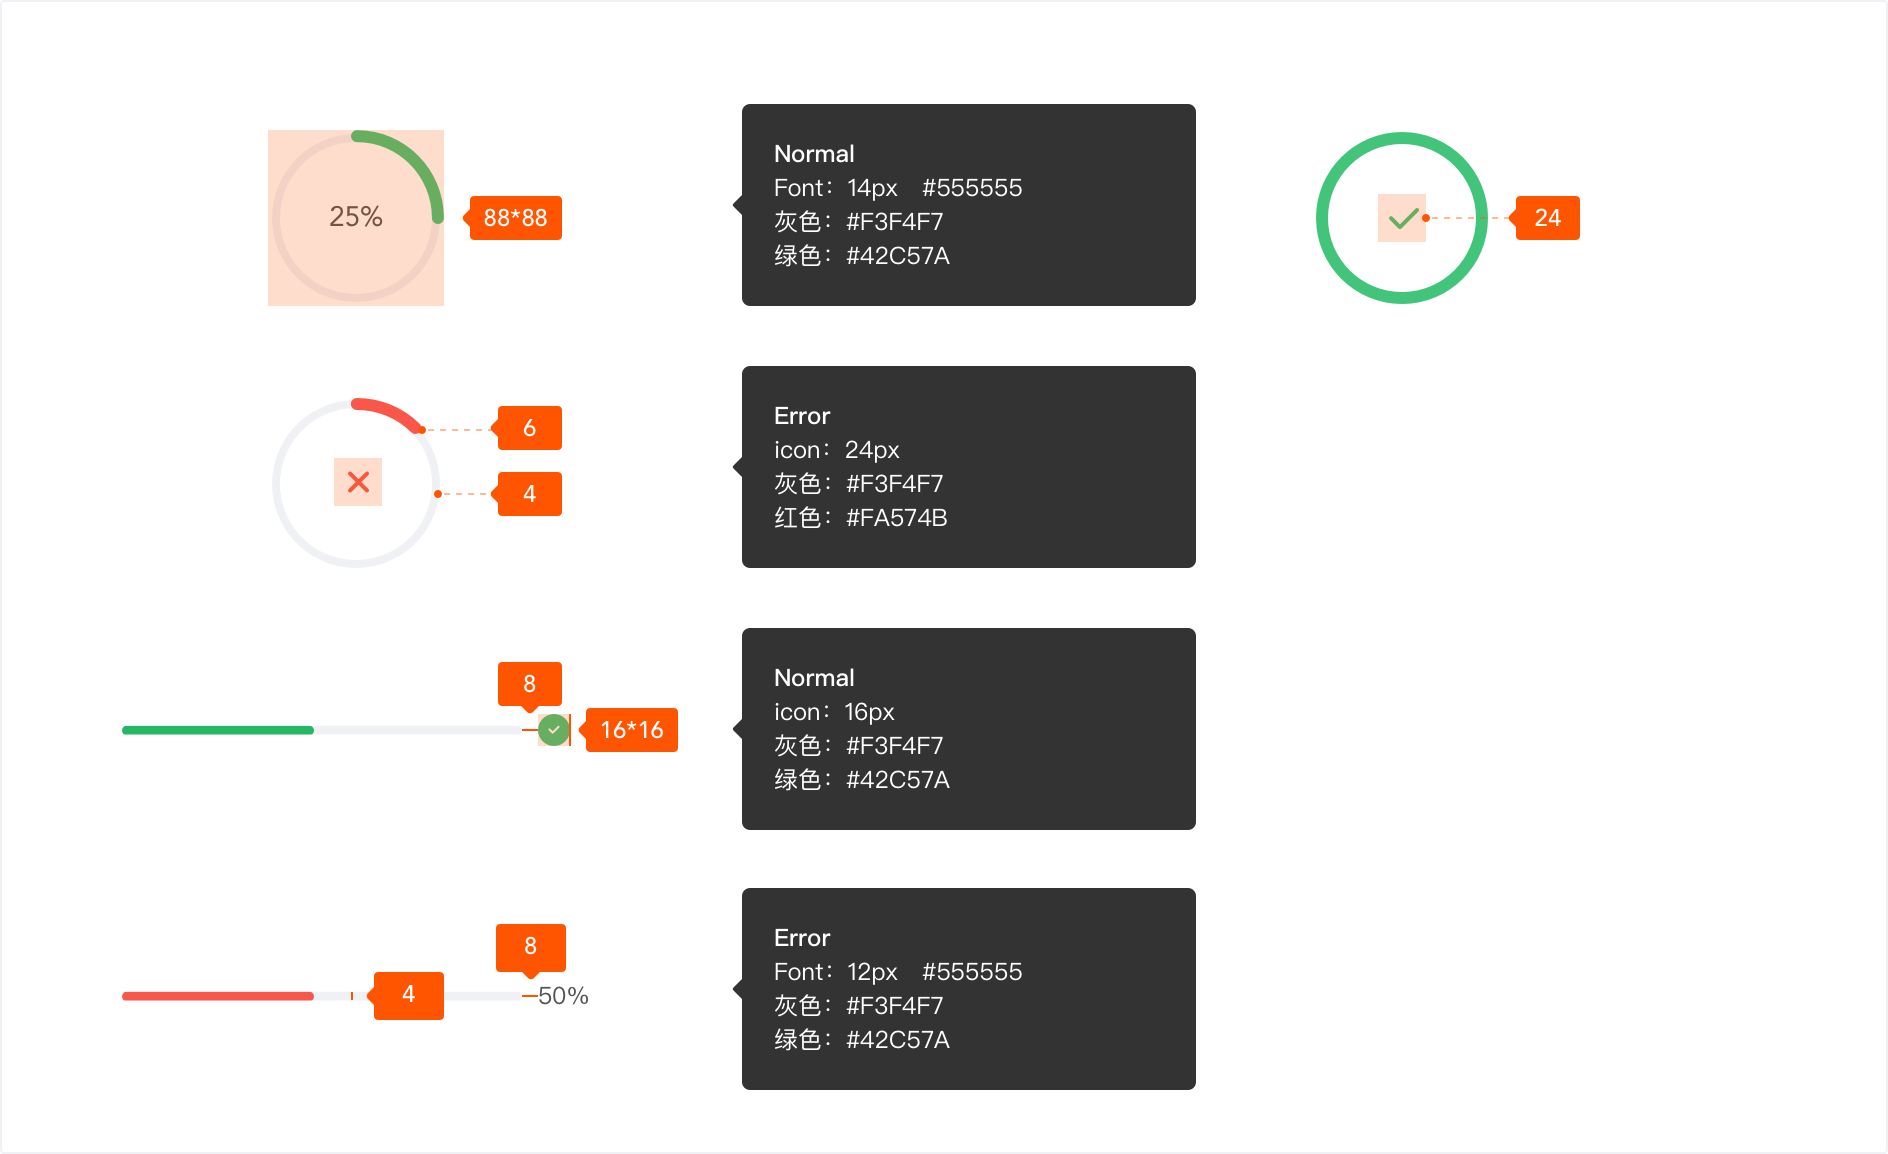 25%
88*88
Normal
Font：14px #555555
灰色：#F3F4F7
绿色：#42C57A
24
6
4
Error
icon：24px
灰色：#F3F4F7
红色：#FA574B
8
16*16
Normal
icon：16px
灰色：#F3F4F7
绿色：#42C57A
8
4
50%
Error
Font：12px #555555
灰色：#F3F4F7
绿色：#42C57A